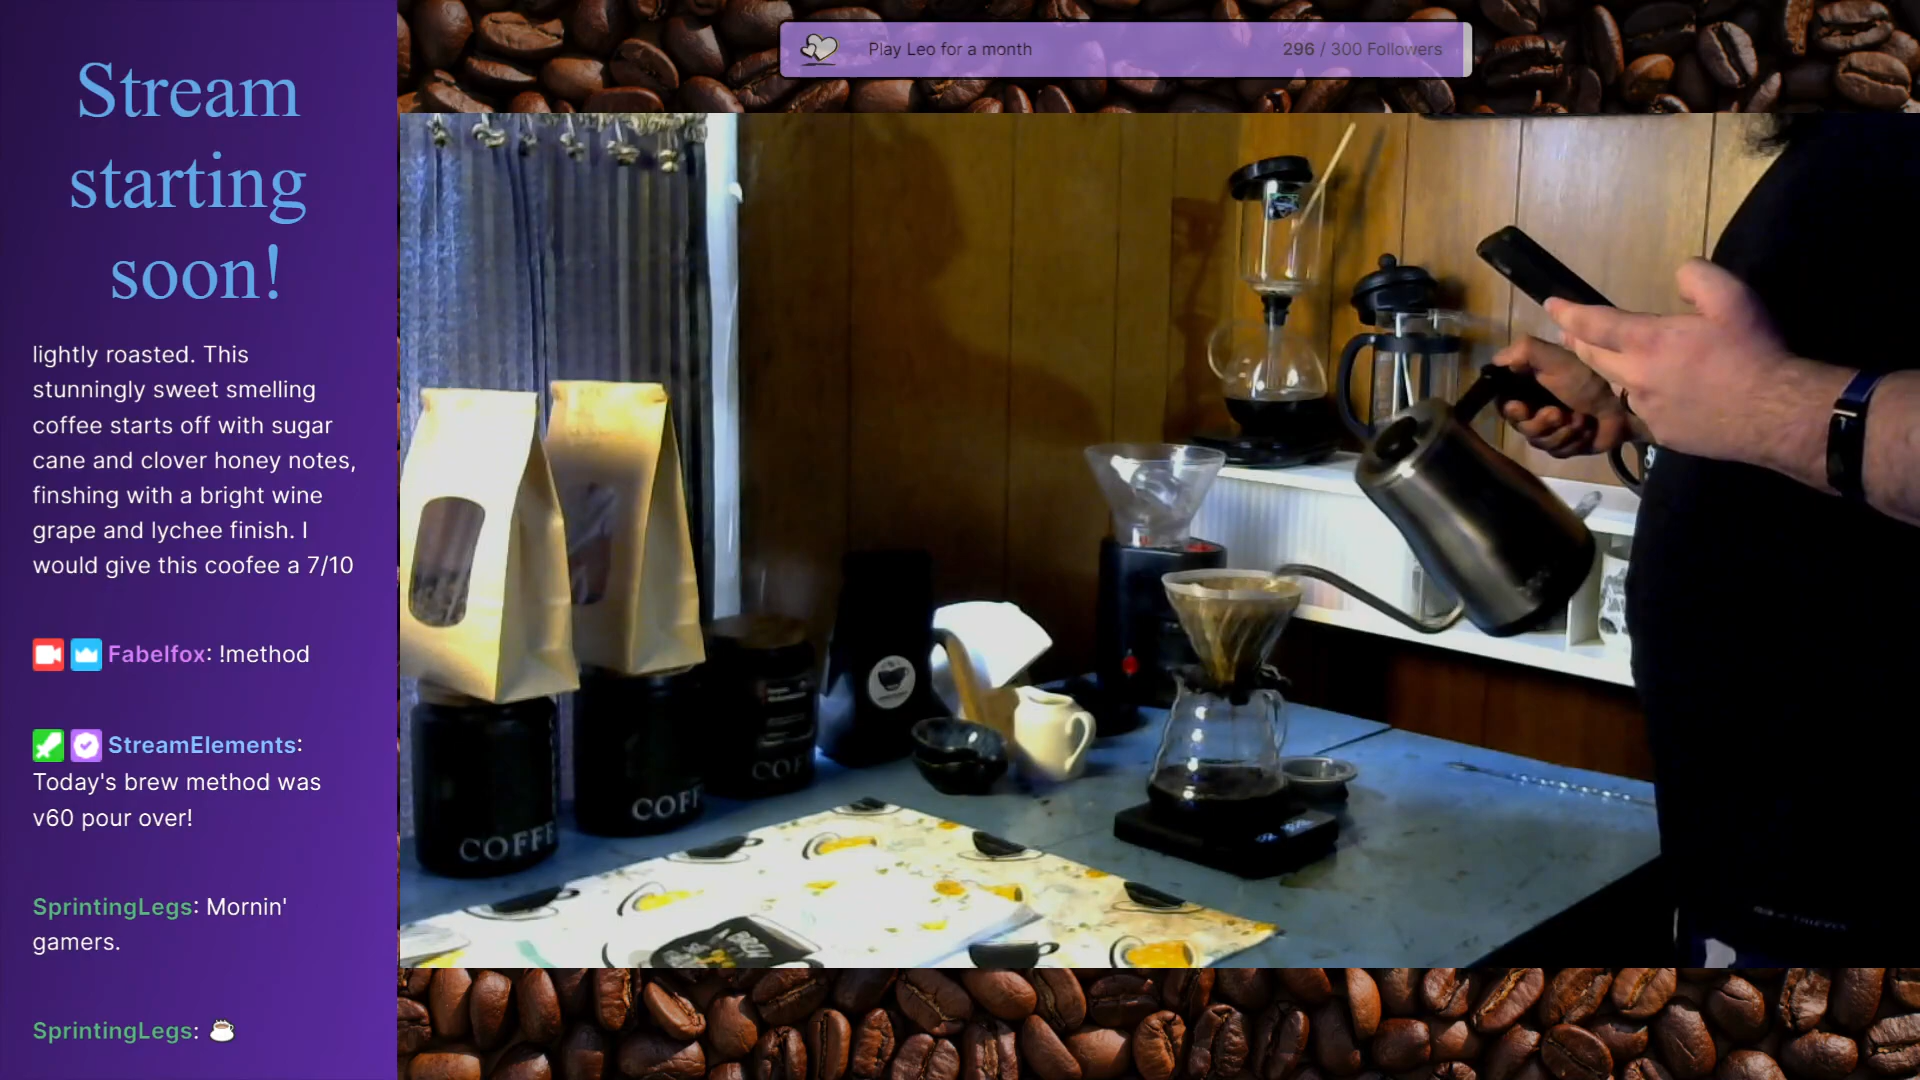 Stream
starting
soon!
Play Leo for a month
296 / 300 Followers
lightly roasted. This
stunningly sweet smelling
coffee starts off with sugar
cane and clover honey notes,
finshing with a bright wine
grape and lychee finish. I
would give this coofee a 7/10
Fabelfox: !method
StreamElements:
Today's brew method was
v60 pour over!
SprintingLegs: Mornin'
gamers.
SprintingLegs:
COFFE
COFF
COF